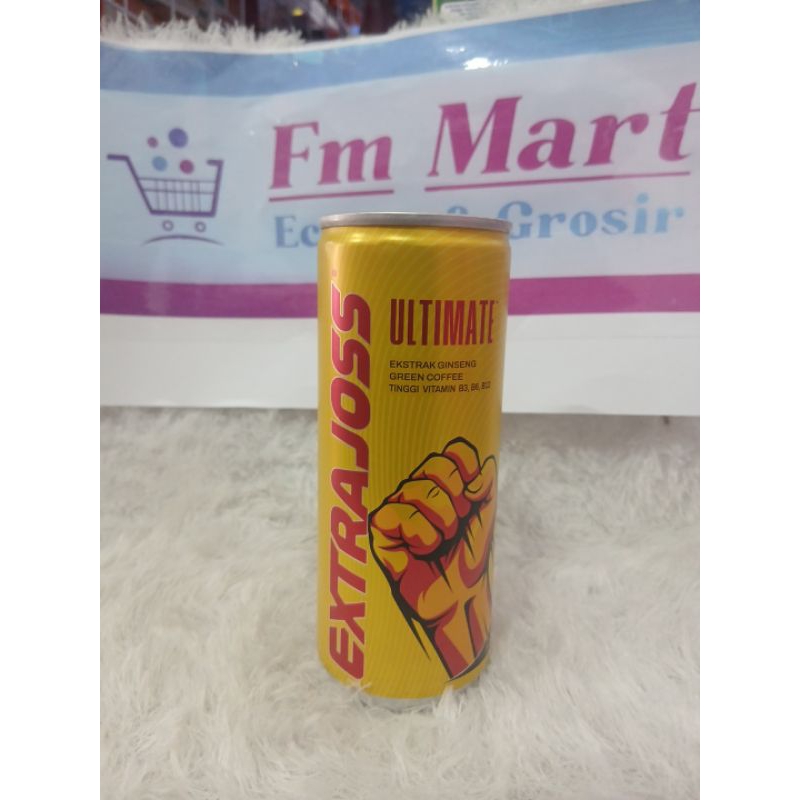 Fm Mart
& Grosir
EXTRAJOSS
ULTIMATE
EKSTRAK GINSENG
GREEN COFFEE
TINGGI VITAMIN B3, B6, B12